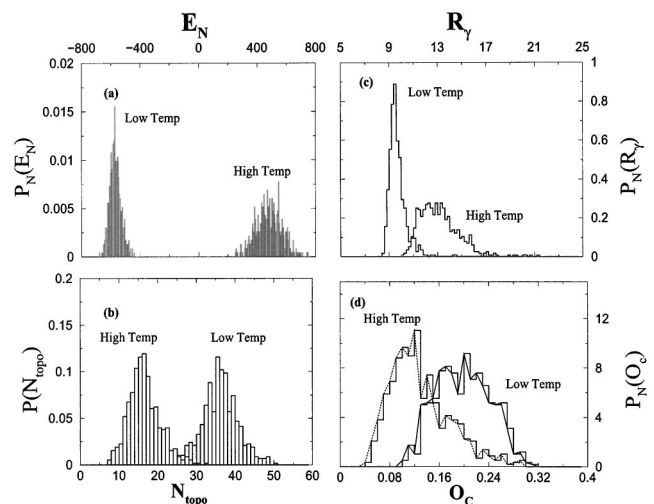 E_N
R_γ
-800 -400 0 400 800
5 9 13 17 21 25
0.02
0.015
0.01
0.005
0
P_N(E_N)
(a)
Low Temp
High Temp
(c)
Low Temp
High Temp
1
0.8
0.6
0.4
0.2
0
P_N(R_γ)
0.2
0.15
0.1
0.05
0
P(N_topo)
(b)
High Temp
Low Temp
0 10 20 30 40 50 60
N_topo
(d)
High Temp
Low Temp
12
8
4
0
P_N(O_c)
0.08 0.16 0.24 0.32 0.4
O_C